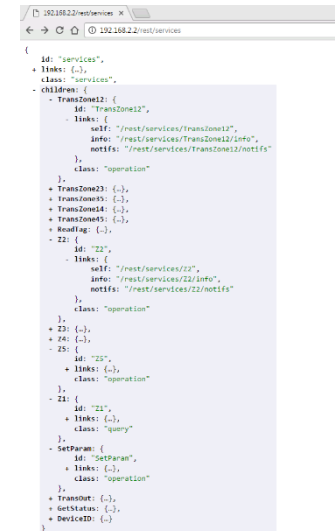 192.168.2.2/rest/services ×
192.168.2.2/rest/services
{
id: "services",
+ links: {…},
class: "services",
- children: {
- TransZone12: {
id: "TransZone12",
- links: {
self: "/rest/services/TransZone12",
info: "/rest/services/TransZone12/info",
notifs: "/rest/services/TransZone12/notifs"
},
class: "operation"
},
+ TransZone23: {…},
+ TransZone35: {…},
+ TransZone14: {…},
+ TransZone45: {…},
+ ReadTag: {…},
- Z2: {
id: "Z2",
- links: {
self: "/rest/services/Z2",
info: "/rest/services/Z2/info",
notifs: "/rest/services/Z2/notifs"
},
class: "operation"
},
+ Z3: {…},
+ Z4: {…},
- Z5: {
id: "Z5",
+ links: {…},
class: "operation"
},
- Z1: {
id: "Z1",
+ links: {…},
class: "query"
},
- SetParam: {
id: "SetParam",
+ links: {…},
class: "operation"
},
+ TransOut: {…},
+ GetStatus: {…},
+ DeviceID: {…}
}